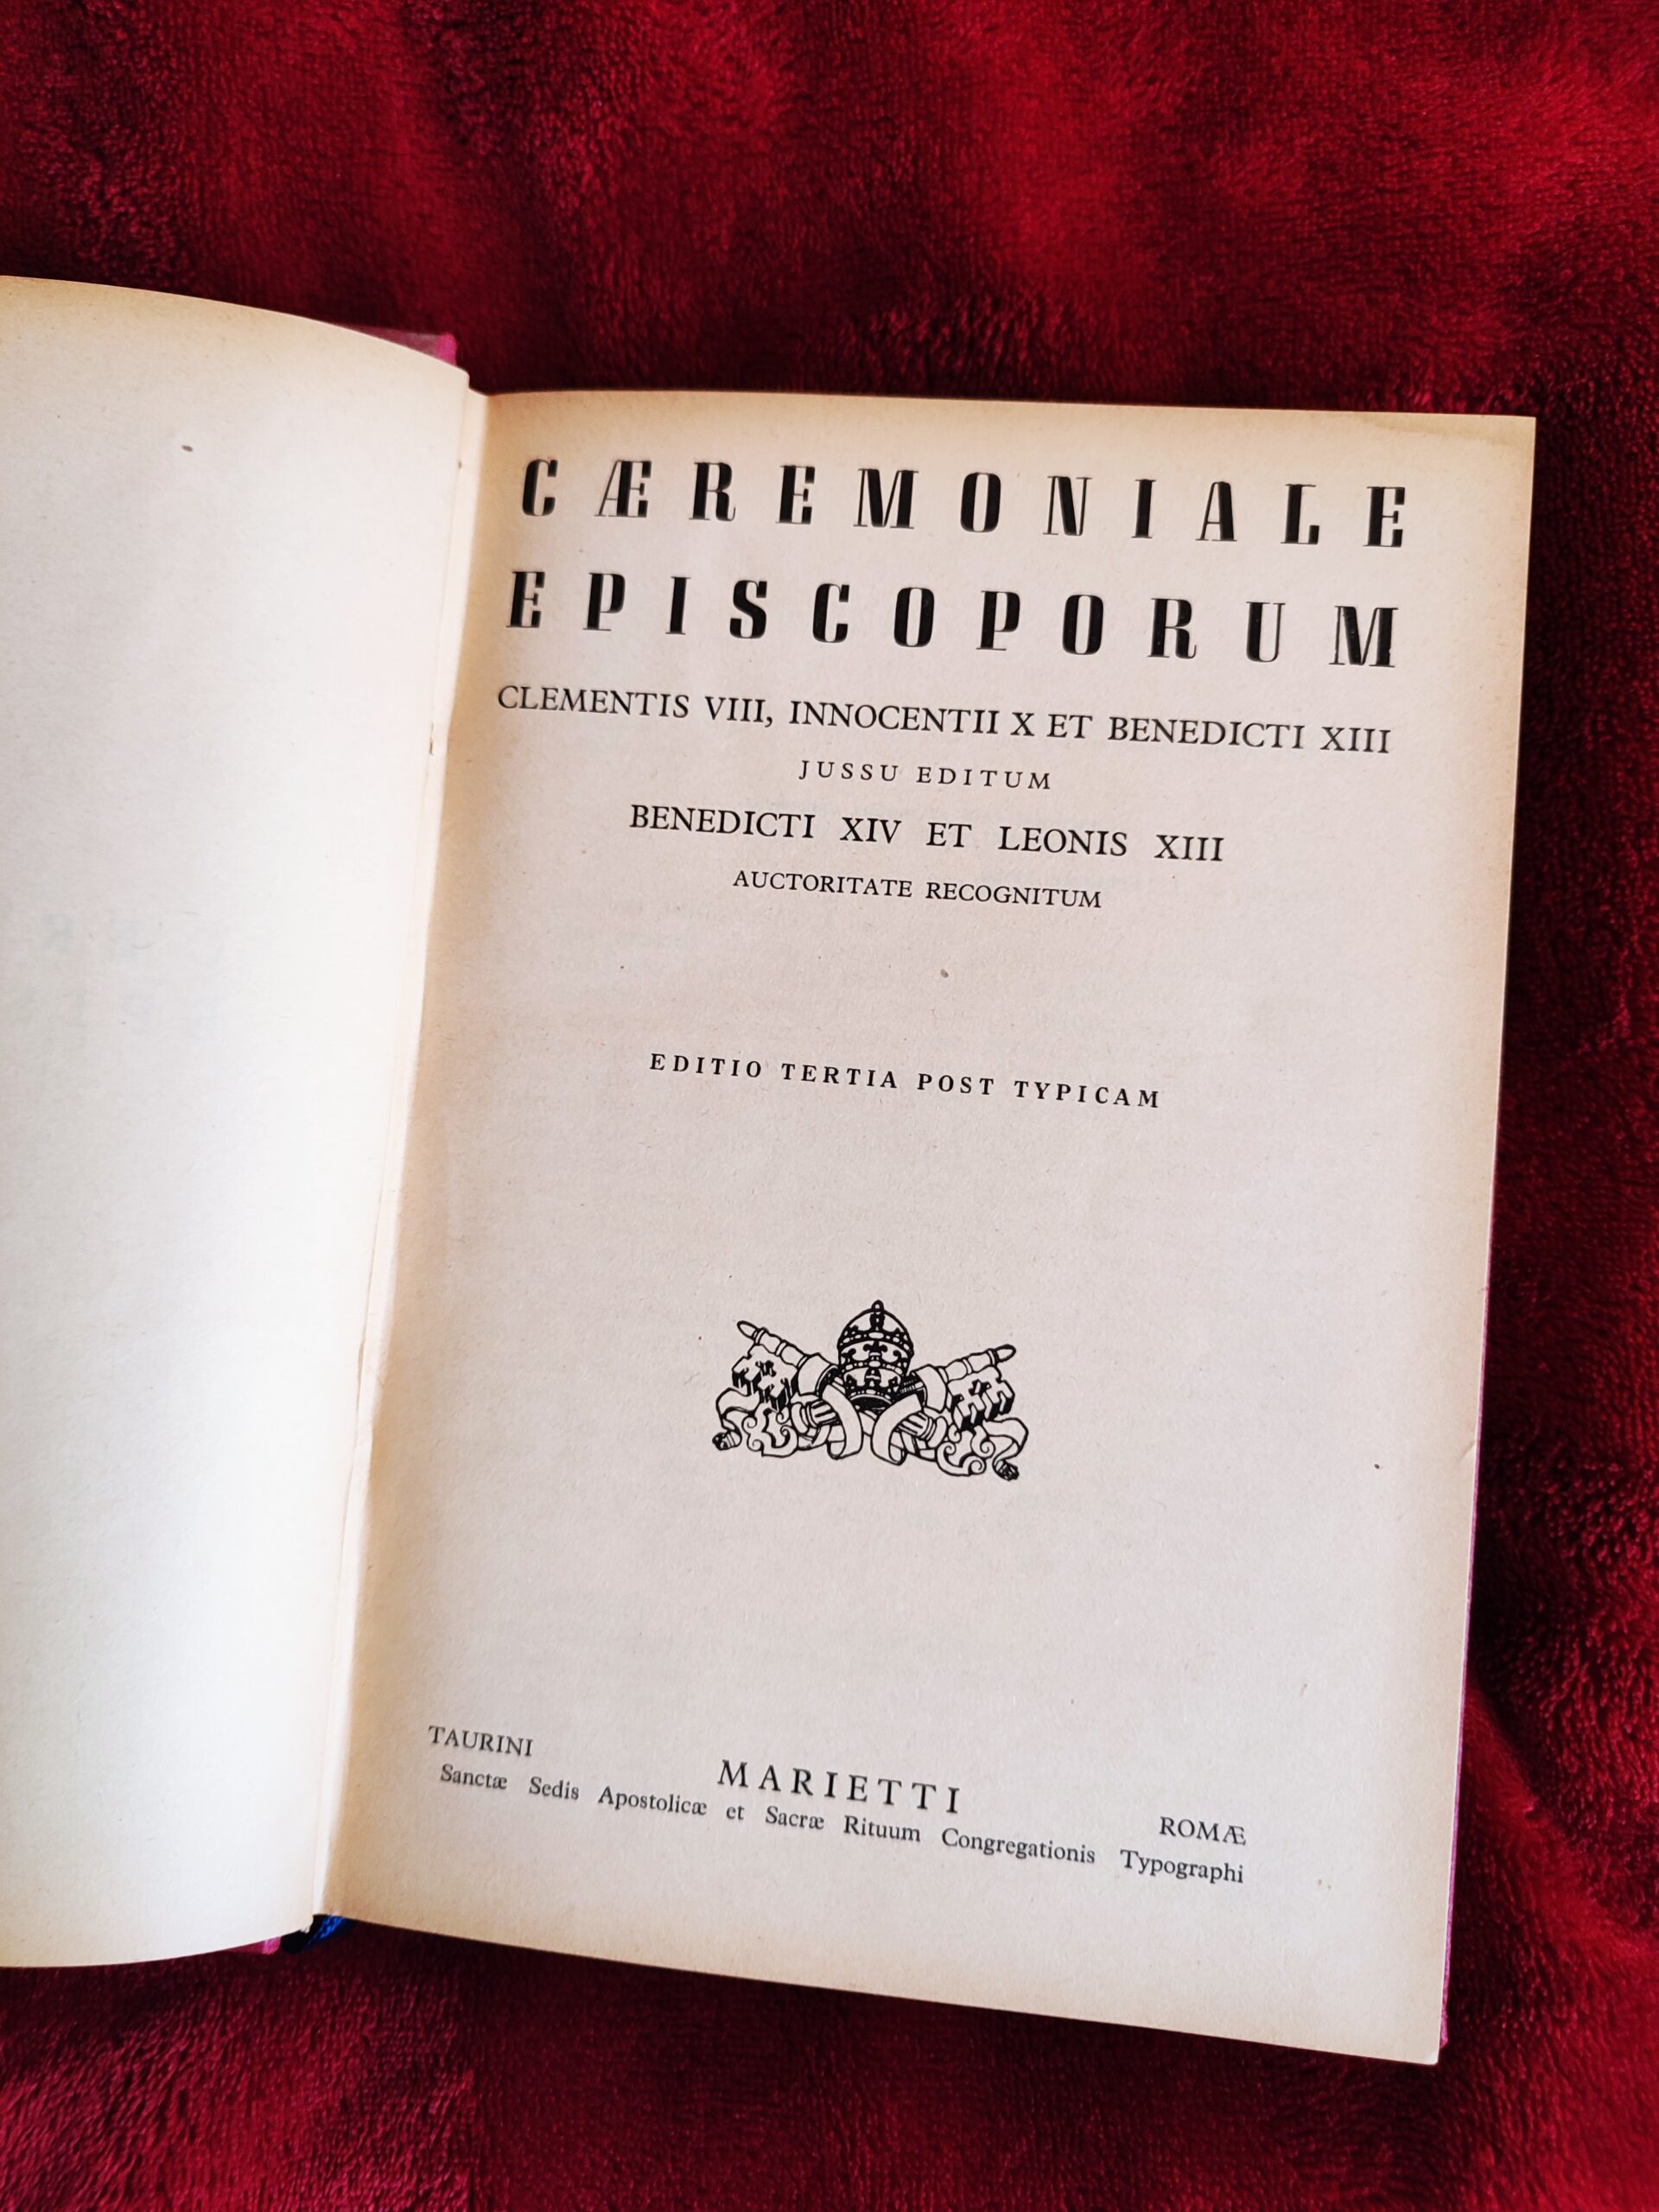 CÆREMONIALE
EPISCOPORUM
CLEMENTIS VIII, INNOCENTII X ET BENEDICTI XIII
JUSSU EDITUM
BENEDICTI XIV ET LEONIS XIII
AUCTORITATE RECOGNITUM
EDITIO TERTIA POST TYPICAM
TAURINI MARIETTI ROMÆ
Sanctæ Sedis Apostolicæ et Sacræ Rituum Congregationis Typographi